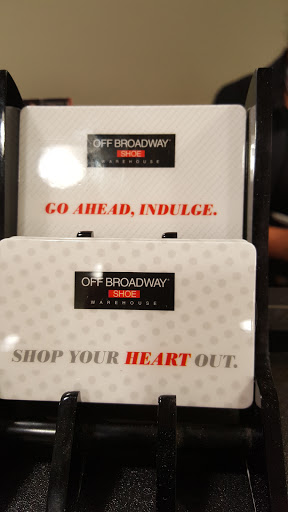 OFF BROADWAY
SHOE
WAREHOUSE
GO AHEAD, INDULGE.
OFF BROADWAY
SHOE
WAREHOUSE
SHOP YOUR HEART OUT.